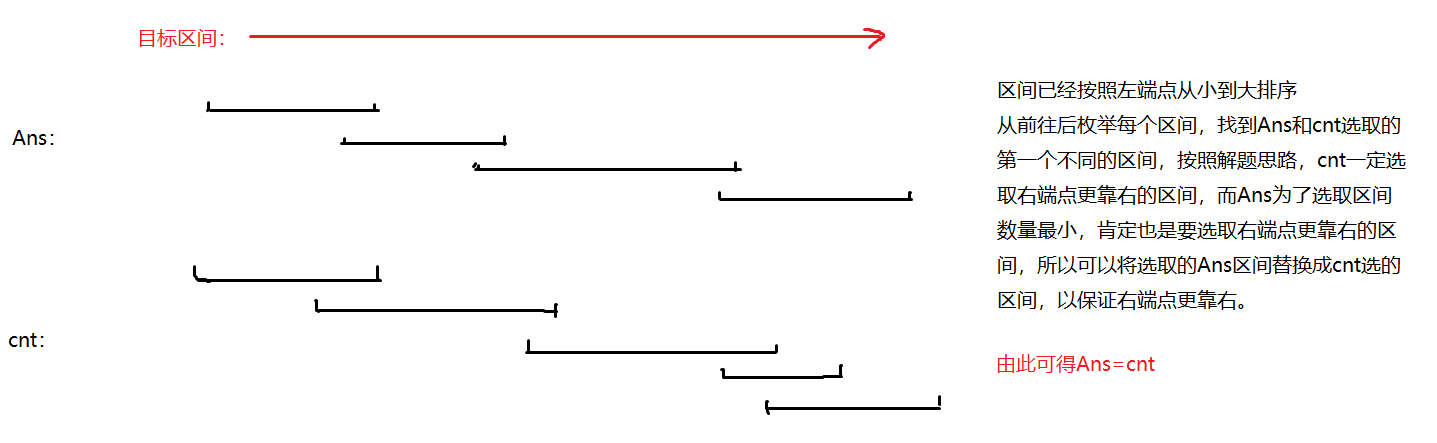 目标区间：
Ans：
cnt：
区间已经按照左端点从小到大排序
从前往后枚举每个区间，找到Ans和cnt选取的
第一个不同的区间，按照解题思路，cnt一定选
取右端点更靠右的区间，而Ans为了选取区间
数量最小，肯定也是要选取右端点更靠右的区
间，所以可以将选取的Ans区间替换成cnt选的
区间，以保证右端点更靠右。
由此可得Ans=cnt